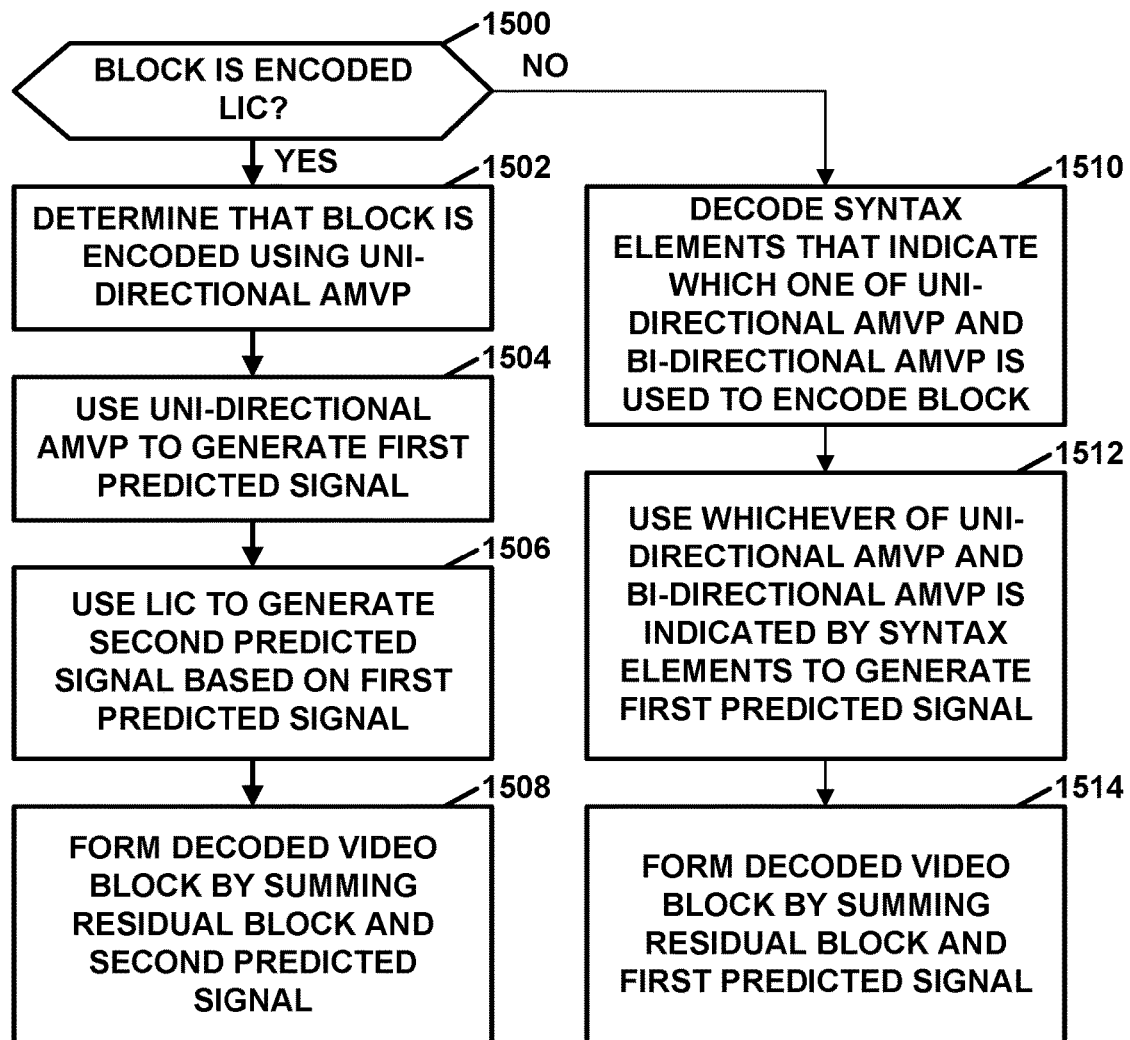 1500
BLOCK IS ENCODED
LIC?
NO
YES
1502
DETERMINE THAT BLOCK IS
ENCODED USING UNI-
DIRECTIONAL AMVP
1504
USE UNI-DIRECTIONAL
AMVP TO GENERATE FIRST
PREDICTED SIGNAL
1506
USE LIC TO GENERATE
SECOND PREDICTED
SIGNAL BASED ON FIRST
PREDICTED SIGNAL
1508
FORM DECODED VIDEO
BLOCK BY SUMMING
RESIDUAL BLOCK AND
SECOND PREDICTED
SIGNAL
1510
DECODE SYNTAX
ELEMENTS THAT INDICATE
WHICH ONE OF UNI-
DIRECTIONAL AMVP AND
BI-DIRECTIONAL AMVP IS
USED TO ENCODE BLOCK
1512
USE WHICHEVER OF UNI-
DIRECTIONAL AMVP AND
BI-DIRECTIONAL AMVP IS
INDICATED BY SYNTAX
ELEMENTS TO GENERATE
FIRST PREDICTED SIGNAL
1514
FORM DECODED VIDEO
BLOCK BY SUMMING
RESIDUAL BLOCK AND
FIRST PREDICTED SIGNAL